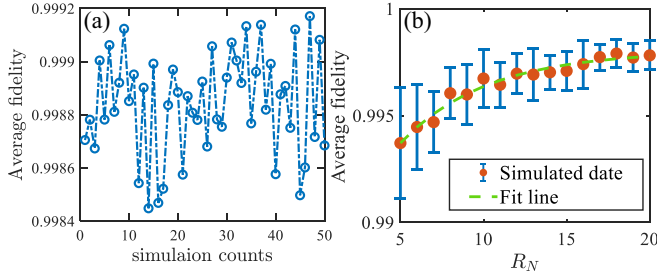 (a)
0.9992
0.999
0.9988
0.9986
0.9984
Average fidelity
0
10
20
30
40
50
simulaion counts
(b)
1
0.995
0.99
Average fidelity
Simulated date
Fit line
5
10
15
20
R_N